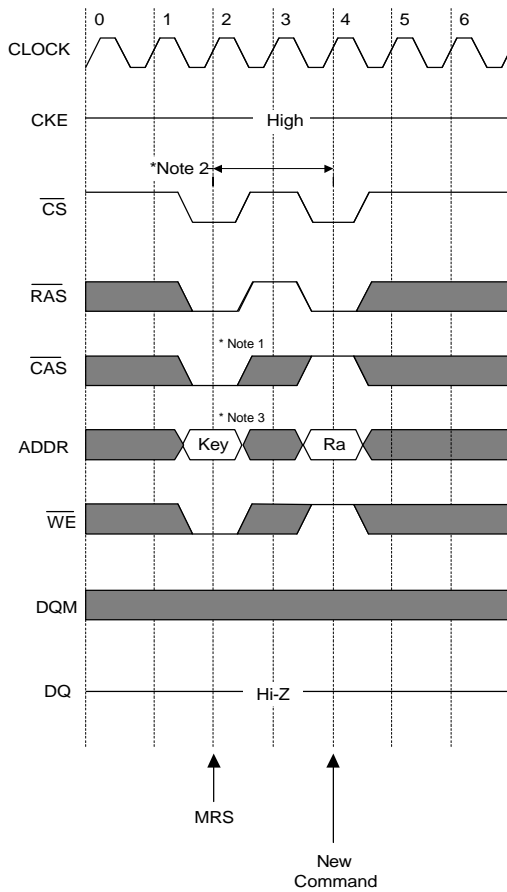 0 1 2 3 4 5 6
CLOCK
CKE High
*Note 2
CS
RAS
* Note 1
CAS
* Note 3
ADDR Key Ra
WE
DQM
DQ Hi-Z
MRS
New
Command